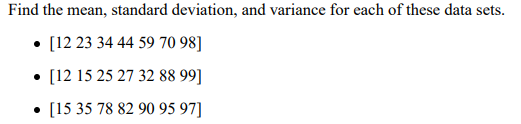 Find the mean, standard deviation, and variance for each of these data sets.
• [12 23 34 44 59 70 98]
• [12 15 25 27 32 88 99]
• [15 35 78 82 90 95 97]